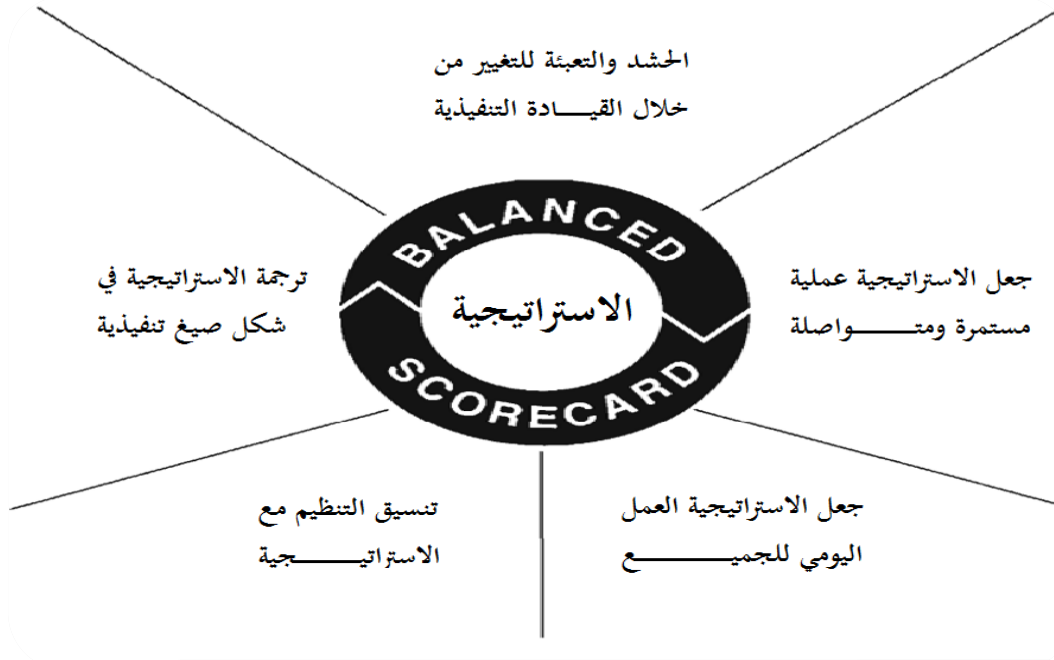 الحشد والتعبئة للتغيير من
خلال القيـــادة التنفيذية
BALANCED
SCORECARD
الاستراتيجية
جعل الاستراتيجية عملية
مستمرة ومتـــــواصلة
ترجمة الاستراتيجية في
شكل صيغ تنفيذية
جعل الاستراتيجية العمل
اليومي للجميـــــــــع
تنسيق التنظيم مع
الاستراتيـــــجية